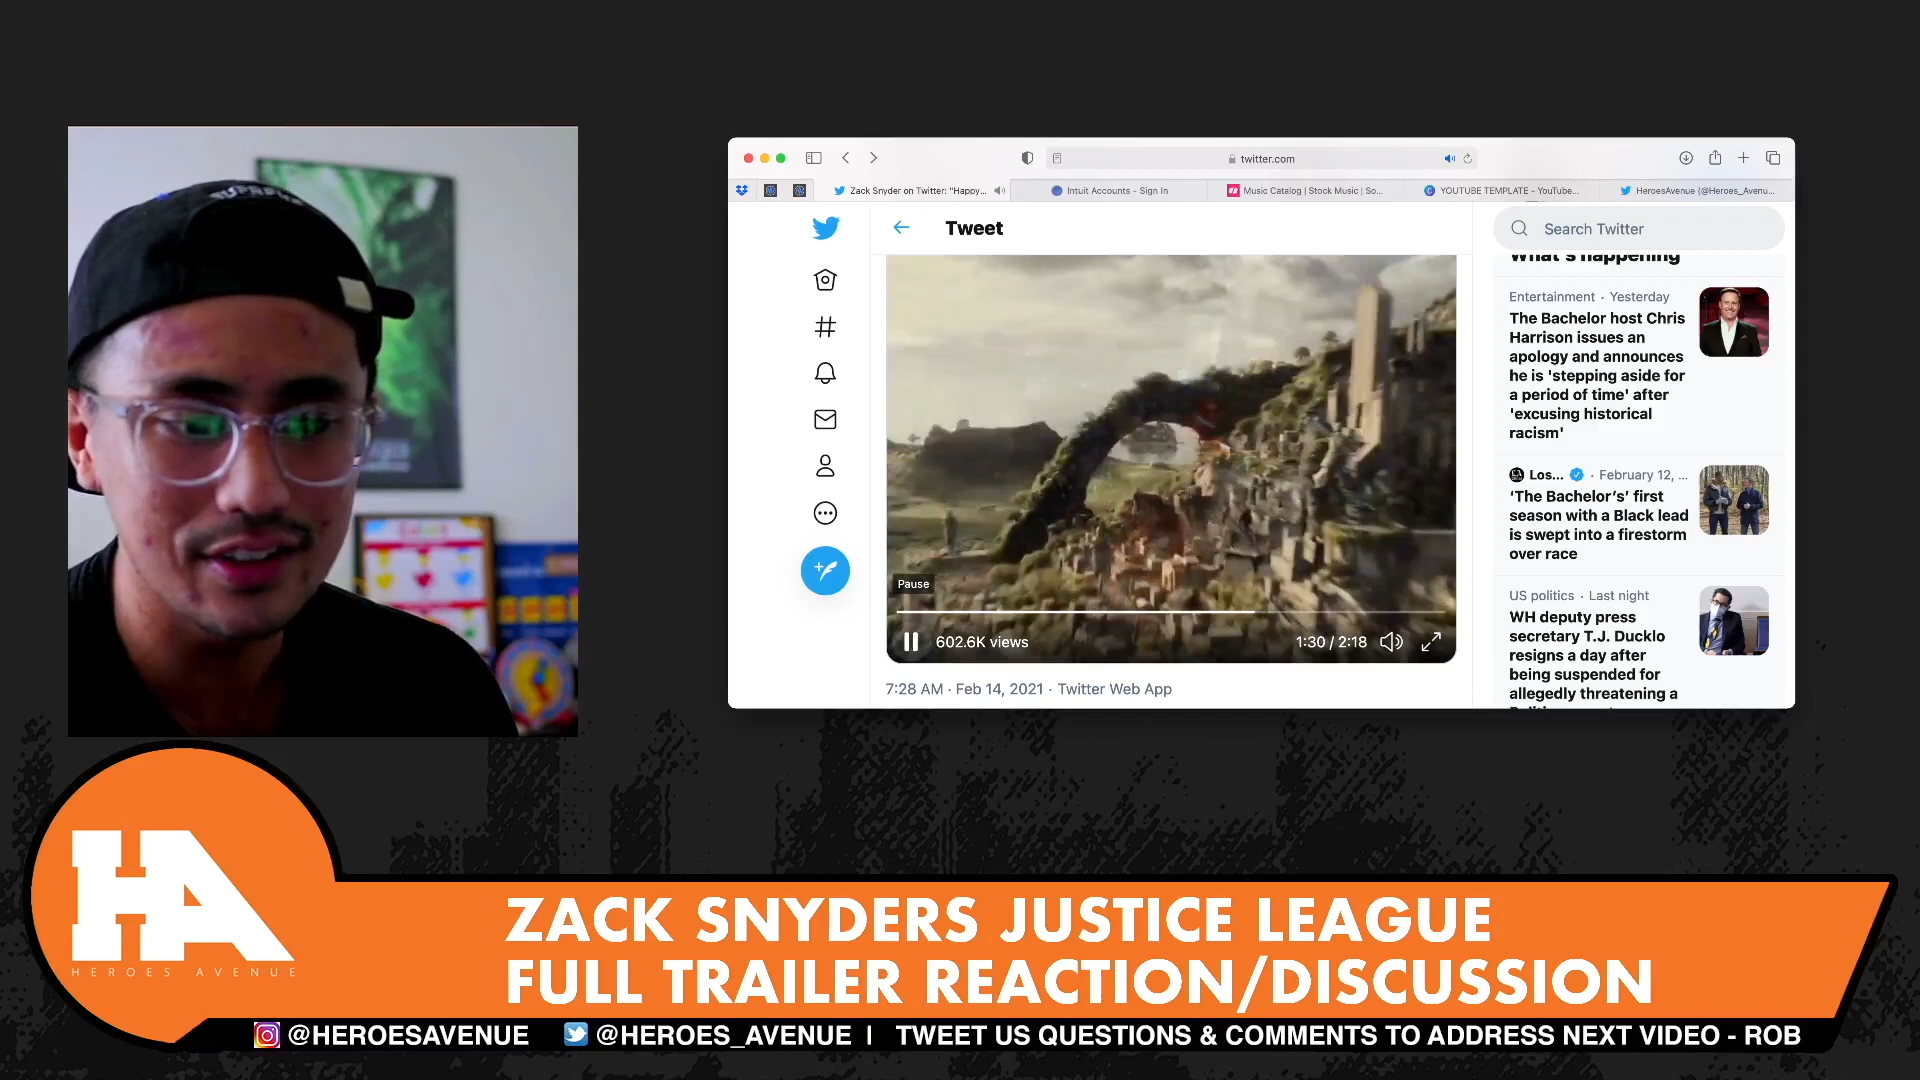 SUPREME
twitter.com
Zack Snyder on Twitter: "Happy...
Intuit Accounts - Sign In
Music Catalog | Stock Music | So...
YOUTUBE TEMPLATE - YouTube...
HeroesAvenue (@Heroes_Avenu...
Tweet
Search Twitter
What's happening
Entertainment · Yesterday
The Bachelor host Chris
Harrison issues an
apology and announces
he is 'stepping aside for
a period of time' after
'excusing historical
racism'
Los... · February 12, ...
‘The Bachelor’s’ first
season with a Black lead
is swept into a firestorm
over race
US politics · Last night
WH deputy press
secretary T.J. Ducklo
resigns a day after
being suspended for
allegedly threatening a
Pause
602.6K views
1:30 / 2:18
7:28 AM · Feb 14, 2021 · Twitter Web App
HA
HEROES AVENUE
ZACK SNYDERS JUSTICE LEAGUE
FULL TRAILER REACTION/DISCUSSION
@HEROESAVENUE @HEROES_AVENUE | TWEET US QUESTIONS & COMMENTS TO ADDRESS NEXT VIDEO - ROB